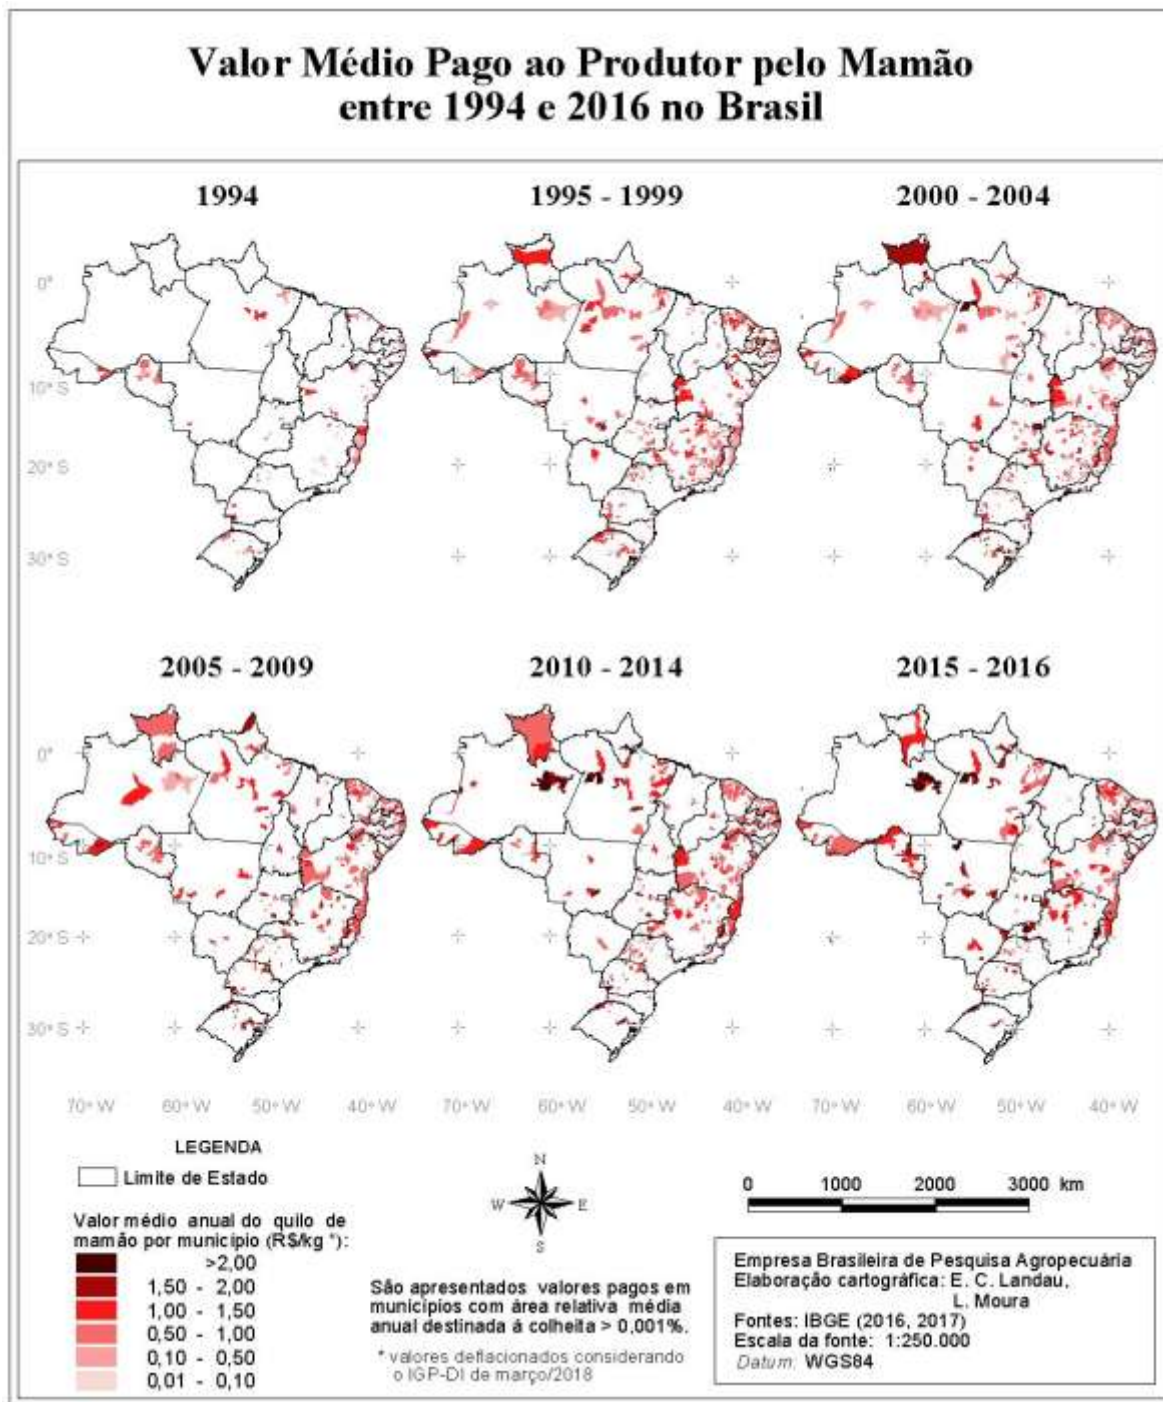 Valor Médio Pago ao Produtor pelo Mamão
entre 1994 e 2016 no Brasil
1994
1995 - 1999
2000 - 2004
0°
10° S
20° S
30° S
2005 - 2009
2010 - 2014
2015 - 2016
0°
10° S
20° S
30° S
70° W 60° W 50° W 40° W
70° W 60° W 50° W 40° W
70° W 60° W 50° W 40° W
LEGENDA
Limite de Estado
Valor médio anual do quilo de
mamão por município (R$/kg *):
>2,00
1,50 - 2,00
1,00 - 1,50
0,50 - 1,00
0,10 - 0,50
0,01 - 0,10
N
W E
S
São apresentados valores pagos em
municípios com área relativa média
anual destinada á colheita > 0,001%.
* valores deflacionados considerando
o IGP-DI de março/2018
0 1000 2000 3000 km
Empresa Brasileira de Pesquisa Agropecuária
Elaboração cartográfica: E. C. Landau,
L. Moura
Fontes: IBGE (2016, 2017)
Escala da fonte: 1:250.000
Datum: WGS84